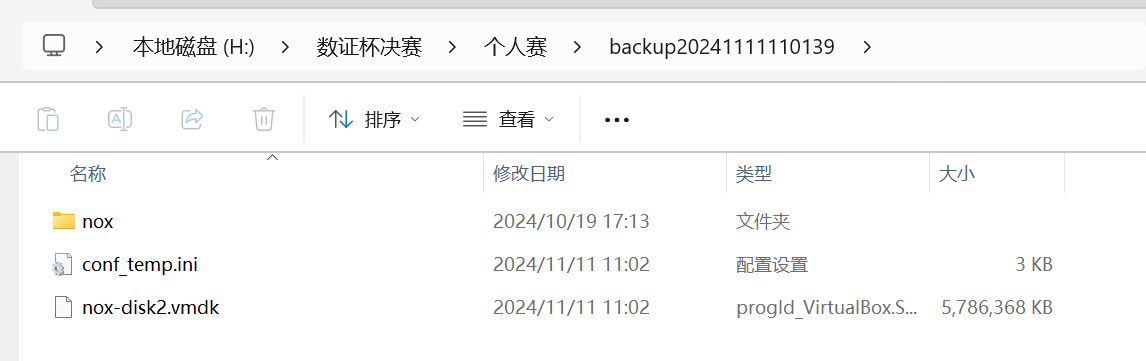 本地磁盘 (H:) 数证杯决赛 个人赛 backup20241111110139
排序 查看
名称 修改日期 类型 大小
nox 2024/10/19 17:13 文件夹
conf_temp.ini 2024/11/11 11:02 配置设置 3 KB
nox-disk2.vmdk 2024/11/11 11:02 progId_VirtualBox.S... 5,786,368 KB